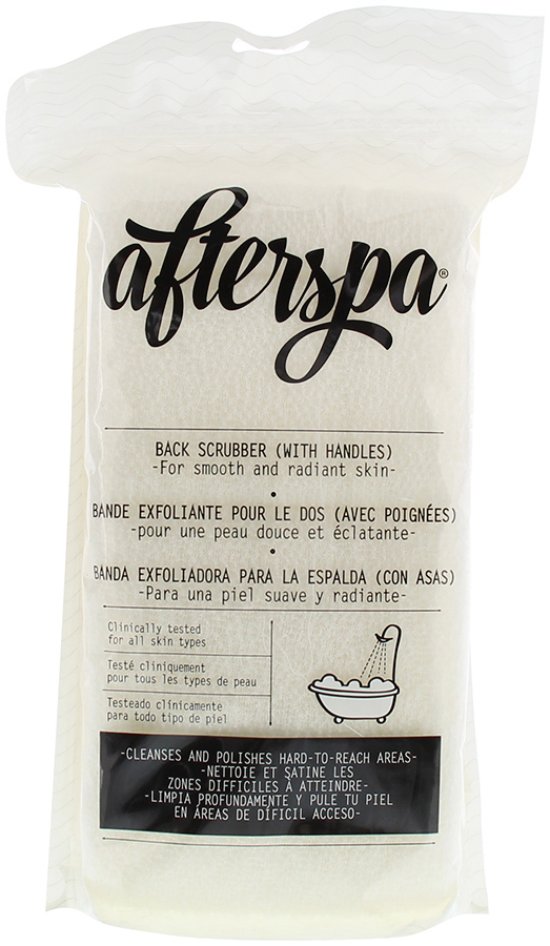 afterspa®
BACK SCRUBBER (WITH HANDLES)
-For smooth and radiant skin-
•
BANDE EXFOLIANTE POUR LE DOS (AVEC POIGNÉES)
-pour une peau douce et éclatante-
•
BANDA EXFOLIADORA PARA LA ESPALDA (CON ASAS)
-Para una piel suave y radiante-
Clinically tested
for all skin types
Testé cliniquement
pour tous les types de peau
Testeado clínicamente
para todo tipo de piel
-CLEANSES AND POLISHES HARD-TO-REACH AREAS-
-NETTOIE ET SATINE LES
ZONES DIFFICILES À ATTEINDRE-
-LIMPIA PROFUNDAMENTE Y PULE TU PIEL
EN ÁREAS DE DÍFICIL ACCESO-